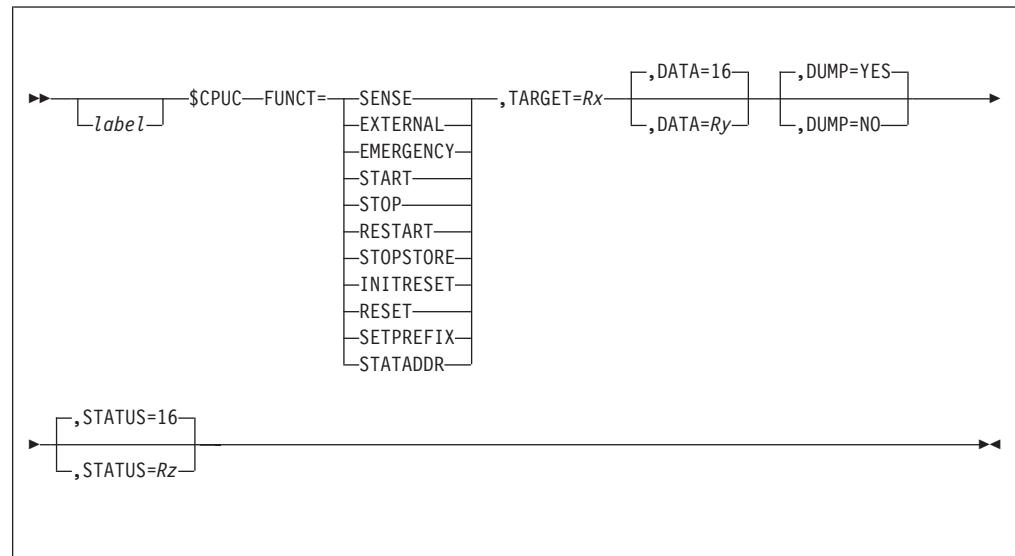 ,DATA=16 ,DUMP=YES
$CPUC FUNCT= SENSE ,TARGET=Rx
label EXTERNAL ,DATA=Ry ,DUMP=NO
EMERGENCY
START
STOP
RESTART
STOPSTORE
INITRESET
RESET
SETPREFIX
STATADDR
,STATUS=16
,STATUS=Rz